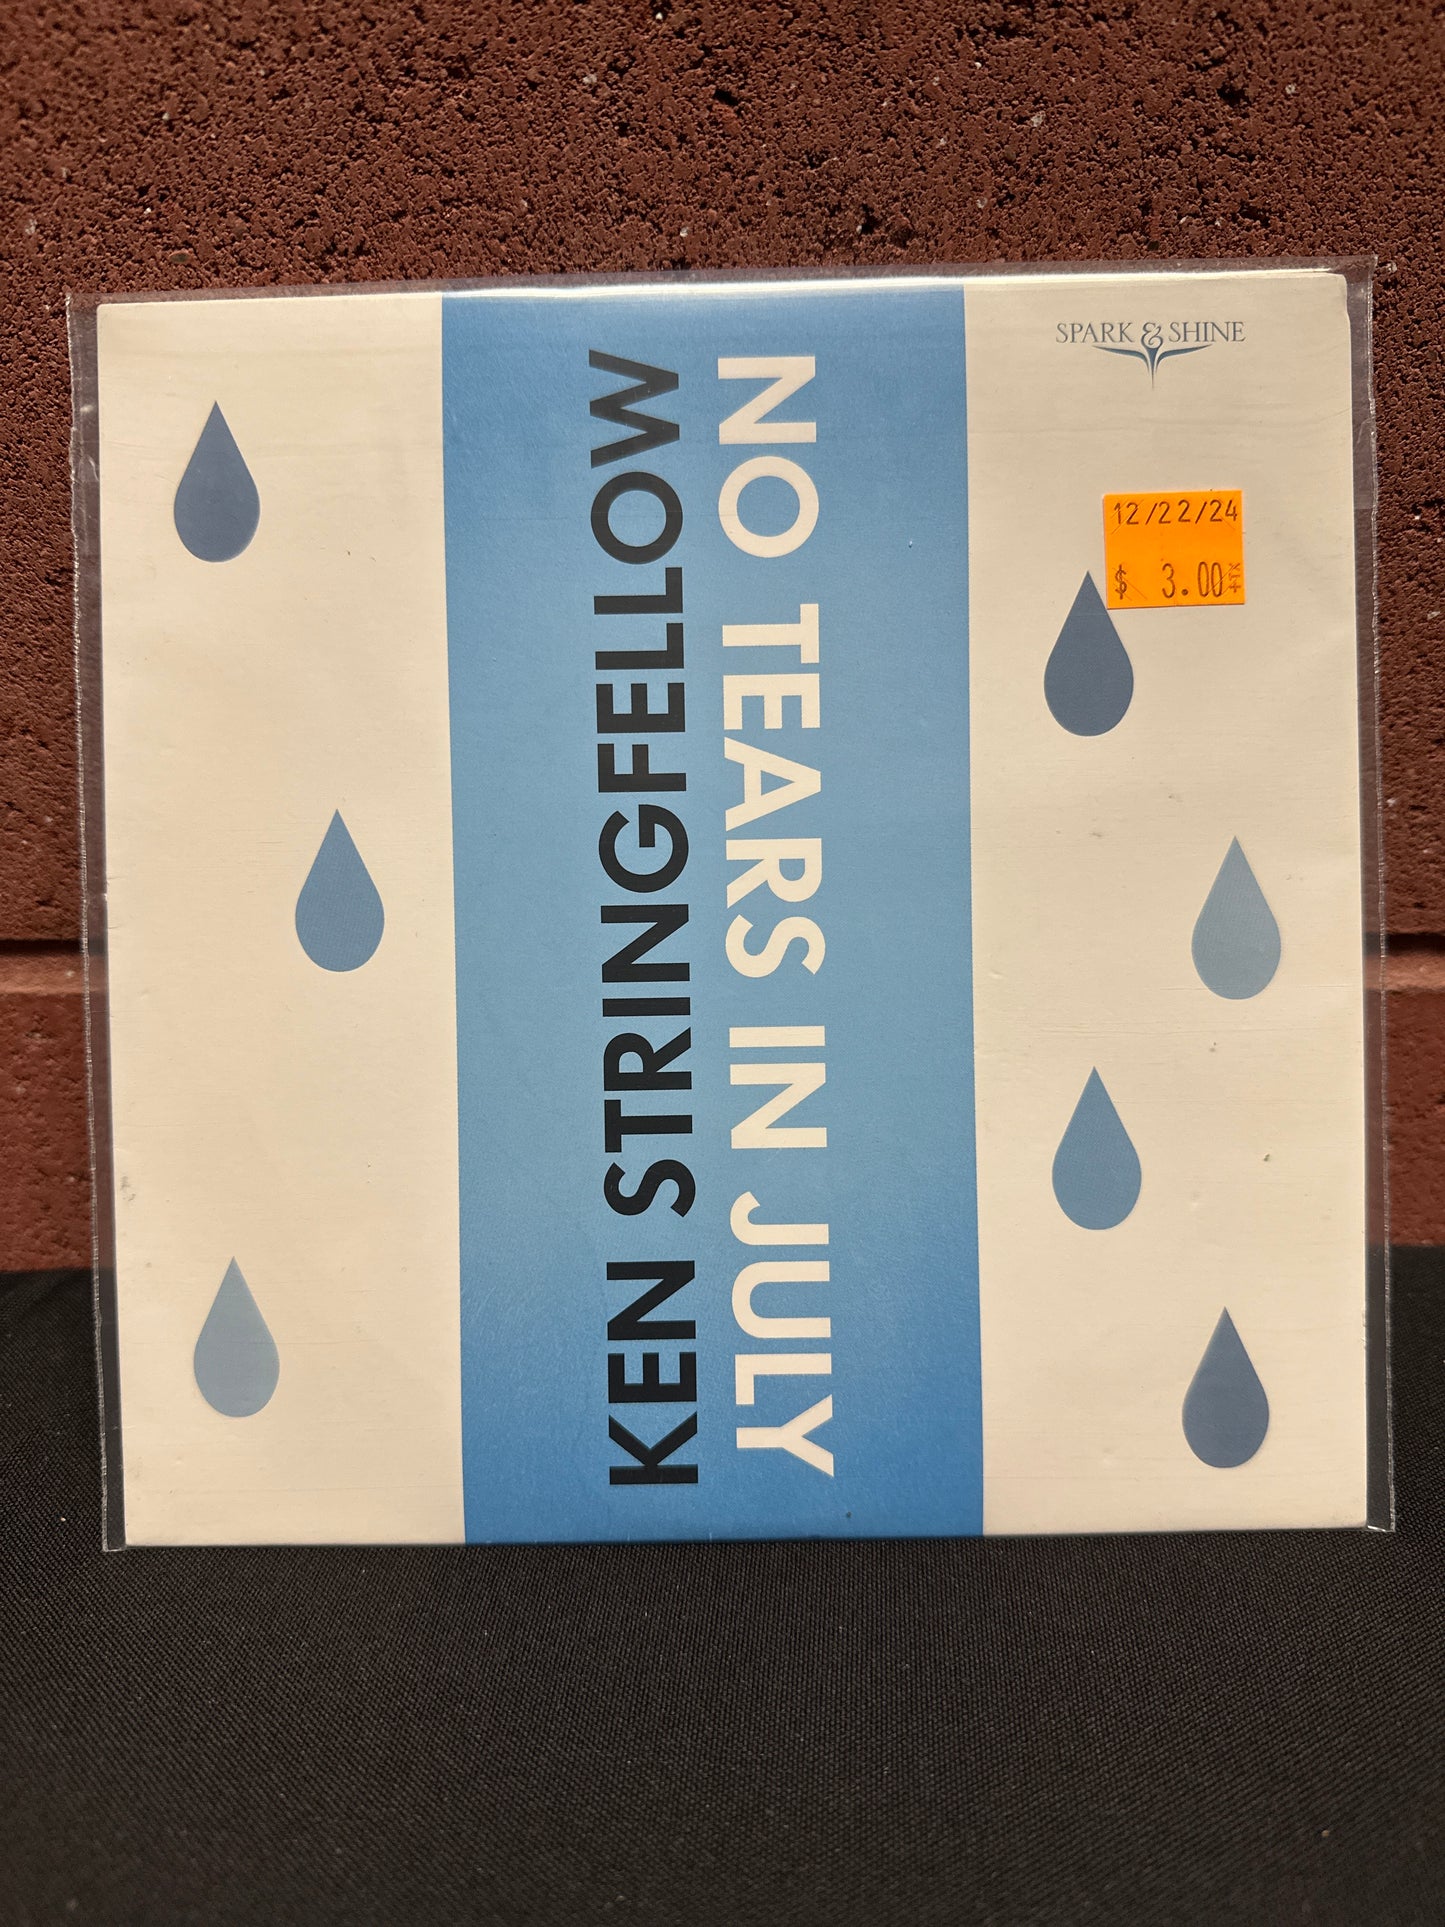 SPARK & SHINE
12/22/24
$ 3.00
KEN STRINGFELLOW
NO TEARS IN JULY